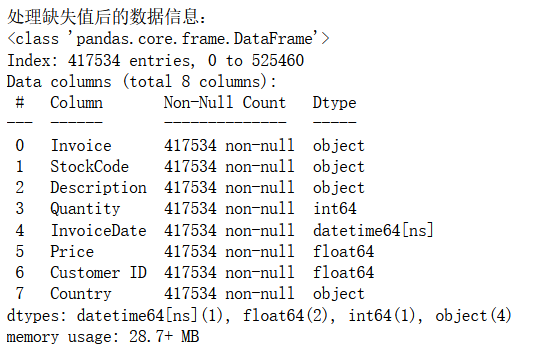 处理缺失值后的数据信息：
<class 'pandas.core.frame.DataFrame'>
Index: 417534 entries, 0 to 525460
Data columns (total 8 columns):
 #   Column       Non-Null Count   Dtype
---  ------       --------------   -----
 0   Invoice      417534 non-null  object
 1   StockCode    417534 non-null  object
 2   Description  417534 non-null  object
 3   Quantity     417534 non-null  int64
 4   InvoiceDate  417534 non-null  datetime64[ns]
 5   Price        417534 non-null  float64
 6   Customer ID  417534 non-null  float64
 7   Country      417534 non-null  object
dtypes: datetime64[ns](1), float64(2), int64(1), object(4)
memory usage: 28.7+ MB